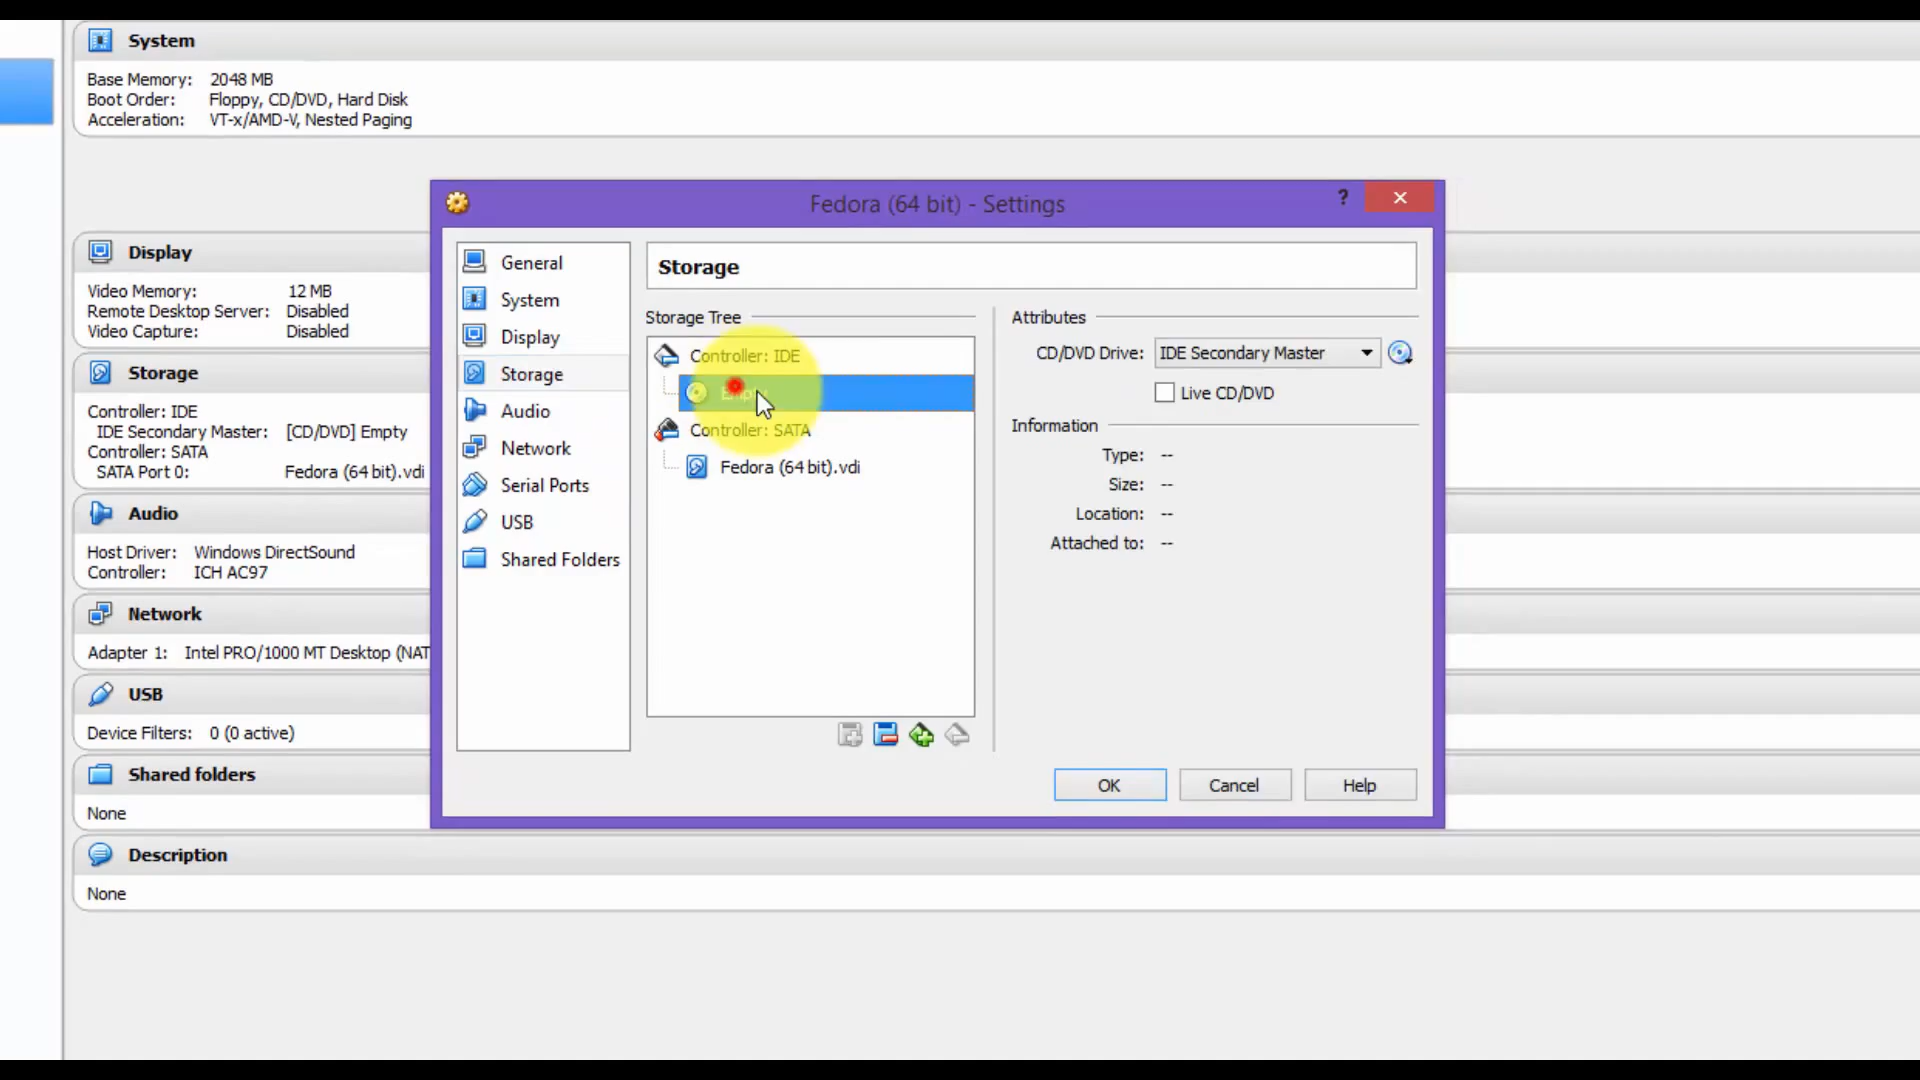 System
Base Memory: 2048 MB
Boot Order: Floppy, CD/DVD, Hard Disk
Acceleration: VT-x/AMD-V, Nested Paging
Display
Video Memory: 12 MB
Remote Desktop Server: Disabled
Video Capture: Disabled
Storage
Controller: IDE
IDE Secondary Master: [CD/DVD] Empty
Controller: SATA
SATA Port 0: Fedora (64 bit).vdi
Audio
Host Driver: Windows DirectSound
Controller: ICH AC97
Network
Adapter 1: Intel PRO/1000 MT Desktop (NAT
USB
Device Filters: 0 (0 active)
Shared folders
None
Description
None
Fedora (64 bit) - Settings
?
General
System
Display
Storage
Audio
Network
Serial Ports
USB
Shared Folders
Storage
Storage Tree
Controller: IDE
Empty
Controller: SATA
Fedora (64 bit).vdi
Attributes
CD/DVD Drive: IDE Secondary Master
Live CD/DVD
Information
Type: --
Size: --
Location: --
Attached to: --
OK
Cancel
Help